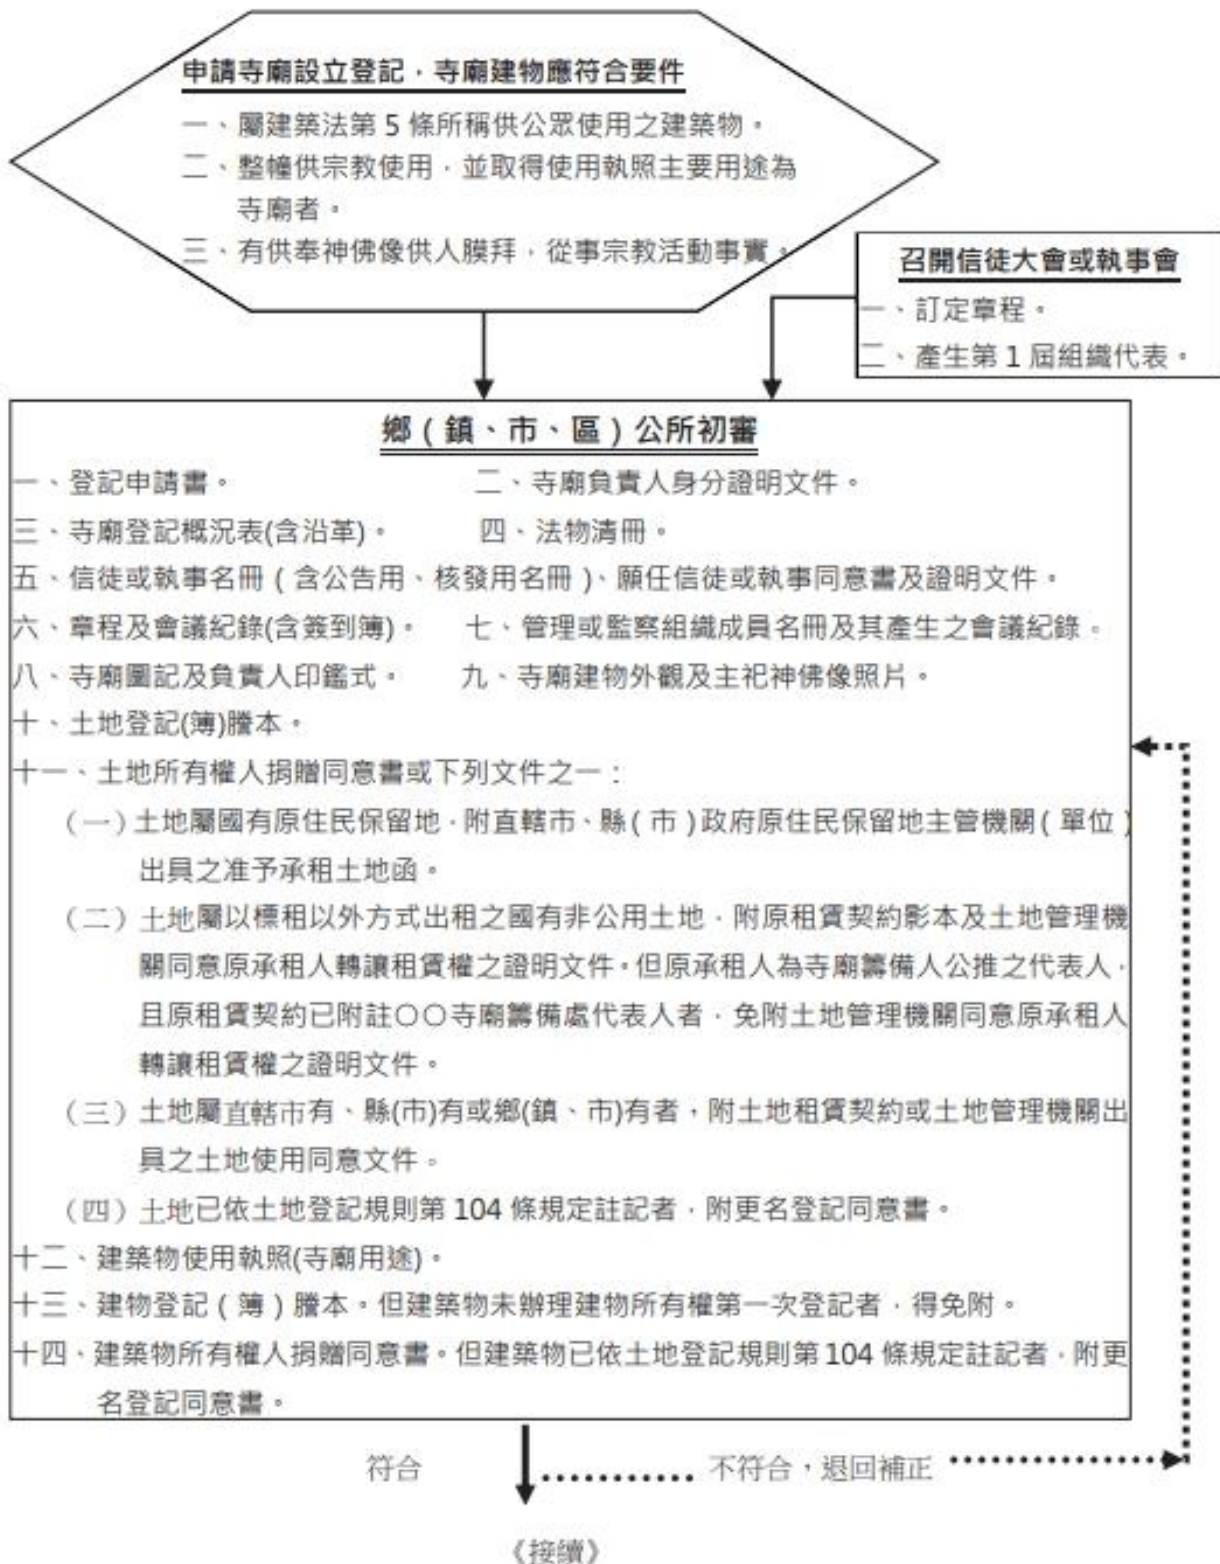 申請寺廟設立登記，寺廟建物應符合要件
一、屬建築法第 5 條所稱供公眾使用之建築物。
二、整幢供宗教使用，並取得使用執照主要用途為
寺廟者。
三、有供奉神佛像供人膜拜，從事宗教活動事實。
召開信徒大會或執事會
一、訂定章程。
二、產生第 1 屆組織代表。
鄉（鎮、市、區）公所初審
一、登記申請書。 二、寺廟負責人身分證明文件。
三、寺廟登記概況表(含沿革)。 四、法物清冊。
五、信徒或執事名冊（含公告用、核發用名冊）、願任信徒或執事同意書及證明文件。
六、章程及會議紀錄(含簽到簿)。 七、管理或監察組織成員名冊及其產生之會議紀錄。
八、寺廟圖記及負責人印鑑式。 九、寺廟建物外觀及主祀神佛像照片。
十、土地登記(簿)謄本。
十一、土地所有權人捐贈同意書或下列文件之一：
（一）土地屬國有原住民保留地，附直轄市、縣（市）政府原住民保留地主管機關（單位）
出具之准予承租土地函。
（二）土地屬以標租以外方式出租之國有非公用土地，附原租賃契約影本及土地管理機
關同意原承租人轉讓租賃權之證明文件。但原承租人為寺廟籌備人公推之代表人，
且原租賃契約已附註○○寺廟籌備處代表人者，免附土地管理機關同意原承租人
轉讓租賃權之證明文件。
（三）土地屬直轄市有、縣(市)有或鄉(鎮、市)有者，附土地租賃契約或土地管理機關出
具之土地使用同意文件。
（四）土地已依土地登記規則第 104 條規定註記者，附更名登記同意書。
十二、建築物使用執照(寺廟用途)。
十三、建物登記（簿）謄本。但建築物未辦理建物所有權第一次登記者，得免附。
十四、建築物所有權人捐贈同意書。但建築物已依土地登記規則第 104 條規定註記者，附更
名登記同意書。
符合 不符合，退回補正
《接續》